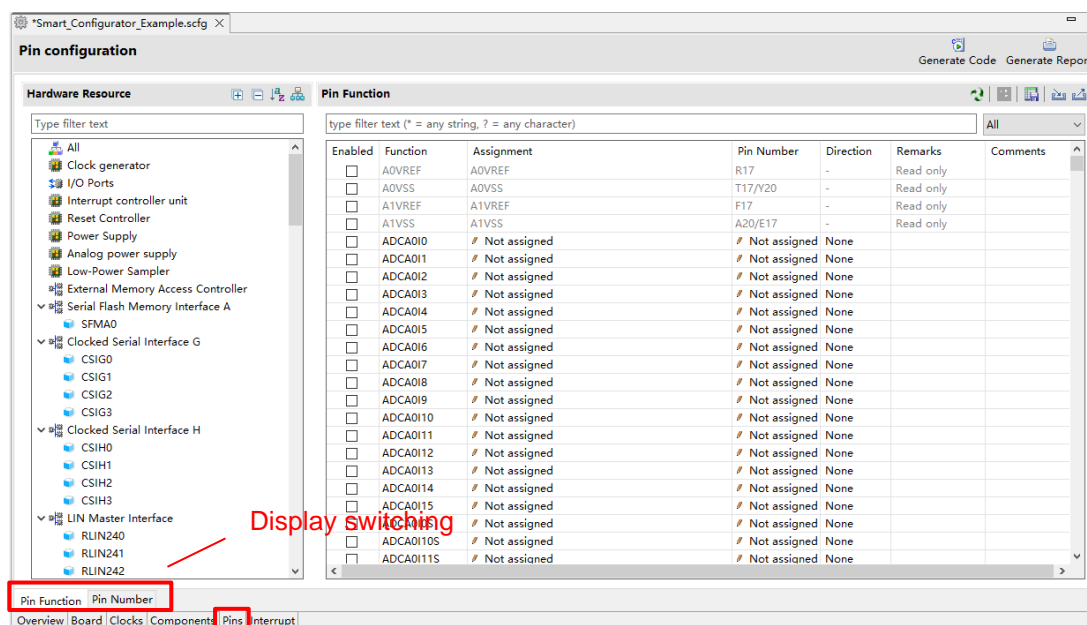 *Smart_Configurator_Example.scfg
Pin configuration
Generate Code Generate Repor
Hardware Resource
Type filter text
All
Clock generator
I/O Ports
Interrupt controller unit
Reset Controller
Power Supply
Analog power supply
Low-Power Sampler
External Memory Access Controller
Serial Flash Memory Interface A
SFMA0
Clocked Serial Interface G
CSIG0
CSIG1
CSIG2
CSIG3
Clocked Serial Interface H
CSIH0
CSIH1
CSIH2
CSIH3
LIN Master Interface
RLIN240
RLIN241
RLIN242
Pin Function
type filter text (* = any string, ? = any character) All
Enabled Function Assignment Pin Number Direction Remarks Comments
A0VREF A0VREF R17 - Read only
A0VSS A0VSS T17/Y20 - Read only
A1VREF A1VREF F17 - Read only
A1VSS A1VSS A20/E17 - Read only
ADCA0I0 Not assigned Not assigned None
ADCA0I1 Not assigned Not assigned None
ADCA0I2 Not assigned Not assigned None
ADCA0I3 Not assigned Not assigned None
ADCA0I4 Not assigned Not assigned None
ADCA0I5 Not assigned Not assigned None
ADCA0I6 Not assigned Not assigned None
ADCA0I7 Not assigned Not assigned None
ADCA0I8 Not assigned Not assigned None
ADCA0I9 Not assigned Not assigned None
ADCA0I10 Not assigned Not assigned None
ADCA0I11 Not assigned Not assigned None
ADCA0I12 Not assigned Not assigned None
ADCA0I13 Not assigned Not assigned None
ADCA0I14 Not assigned Not assigned None
ADCA0I15 Not assigned Not assigned None
Not assigned Not assigned None
ADCA0I10S Not assigned Not assigned None
ADCA0I11S Not assigned Not assigned None
Display switching
Pin Function Pin Number
Overview Board Clocks Components Pins Interrupt